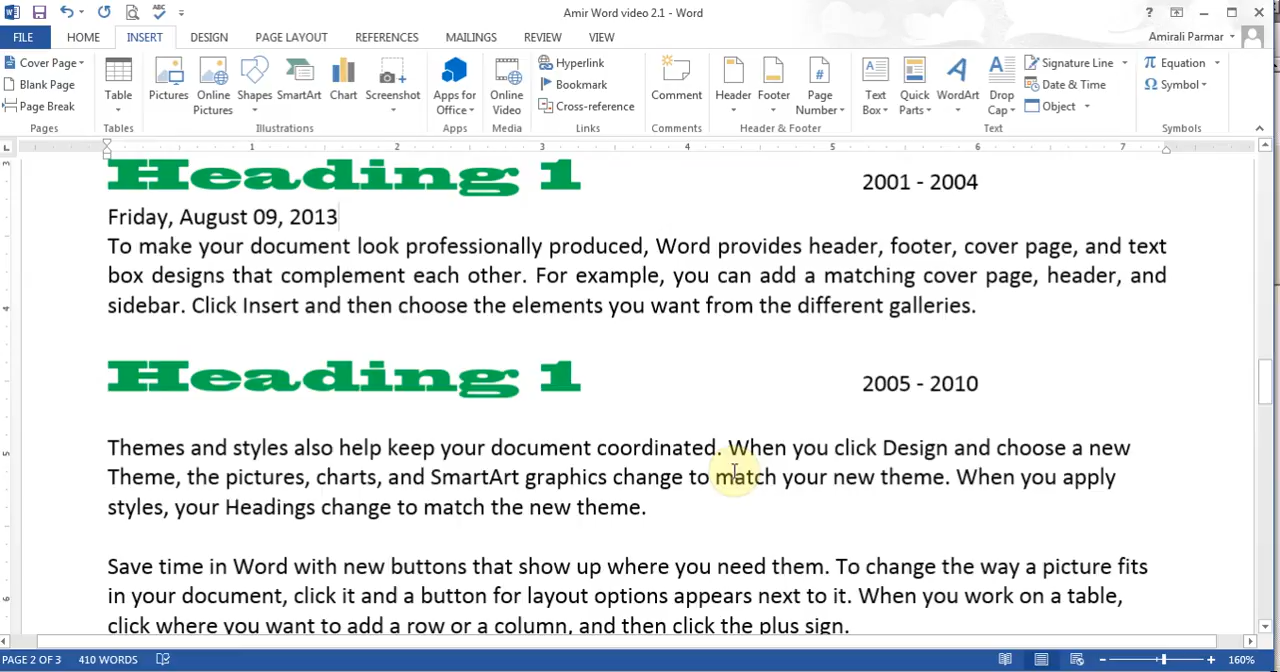 Amir Word video 2.1 - Word
FILE HOME INSERT DESIGN PAGE LAYOUT REFERENCES MAILINGS REVIEW VIEW Amirali Parmar
Cover Page
Blank Page
Page Break
Pages
Table
Tables
Pictures
Online Pictures
Shapes
SmartArt
Chart
Screenshot
Illustrations
Apps for Office
Apps
Online Video
Media
Hyperlink
Bookmark
Cross-reference
Links
Comment
Comments
Header
Footer
Page Number
Header & Footer
Text Box
Quick Parts
WordArt
Drop Cap
Signature Line
Date & Time
Object
Text
Equation
Symbol
Symbols
1 2 3 4 5 6 7
Heading 1 2001 - 2004
Friday, August 09, 2013
To make your document look professionally produced, Word provides header, footer, cover page, and text
box designs that complement each other. For example, you can add a matching cover page, header, and
sidebar. Click Insert and then choose the elements you want from the different galleries.
Heading 1 2005 - 2010
Themes and styles also help keep your document coordinated. When you click Design and choose a new
Theme, the pictures, charts, and SmartArt graphics change to match your new theme. When you apply
styles, your Headings change to match the new theme.
Save time in Word with new buttons that show up where you need them. To change the way a picture fits
in your document, click it and a button for layout options appears next to it. When you work on a table,
click where you want to add a row or a column, and then click the plus sign.
PAGE 2 OF 3 410 WORDS 160%